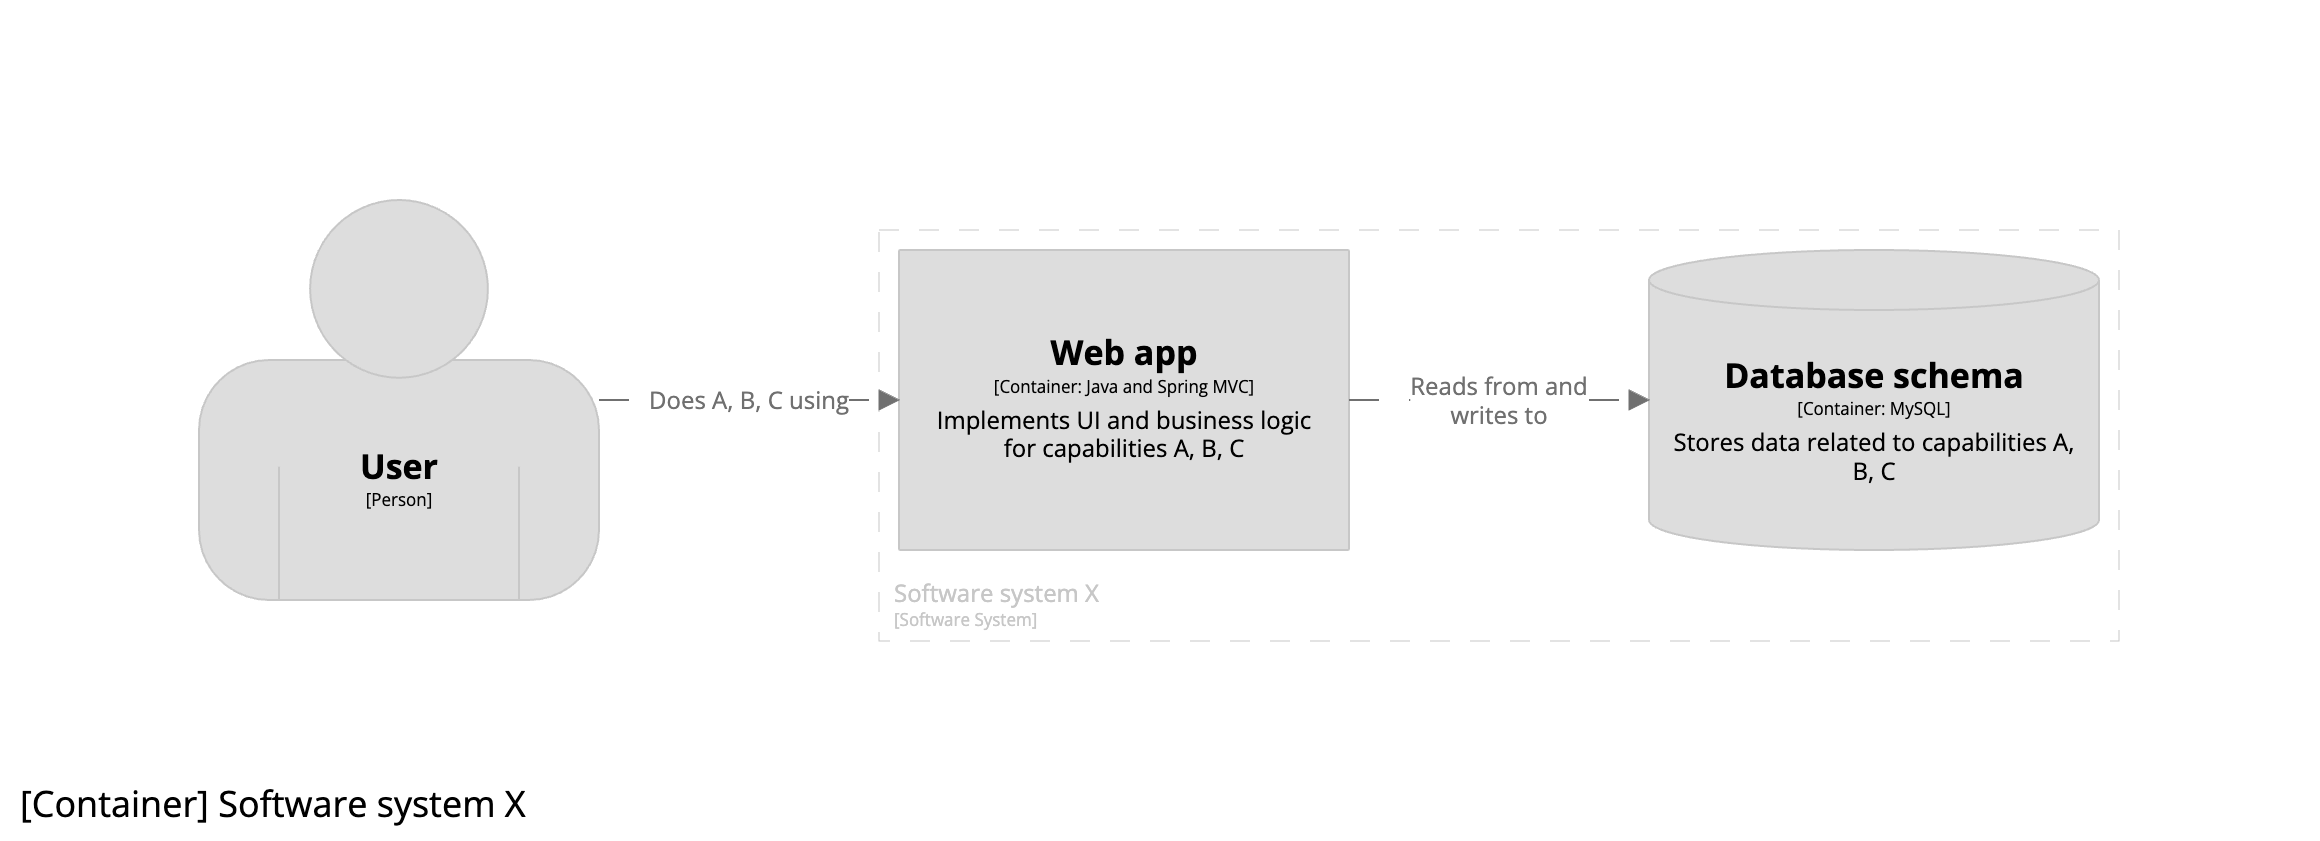 User
[Person]
Does A, B, C using
Web app
[Container: Java and Spring MVC]
Implements UI and business logic
for capabilities A, B, C
Reads from and
writes to
Database schema
[Container: MySQL]
Stores data related to capabilities A,
B, C
Software system X
[Software System]
[Container] Software system X